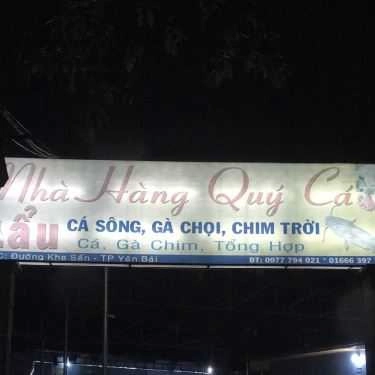 Nhà Hàng Quý Cá
LẨU
CÁ SÔNG, GÀ CHỌI, CHIM TRỜI
Cá, Gà Chim, Tổng Hợp
C: Đường Khe Sến - TP Yên Bái ĐT: 0977 794 021 * 01666 397